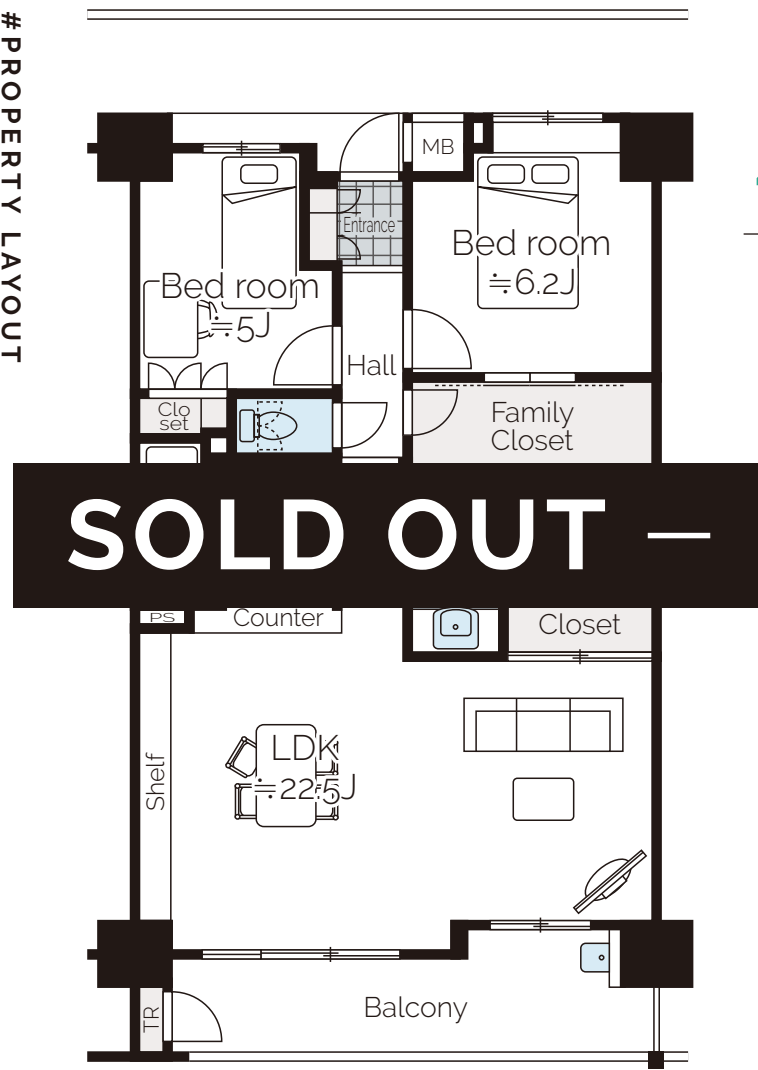 #PROPERTY LAYOUT
MB
Entrance
Bed room
≒6.2J
Bed room
≒5J
Hall
Clo
set
Family
Closet
SOLD OUT —
PS
Counter
Closet
Shelf
LDK
≒22.5J
Balcony
TR